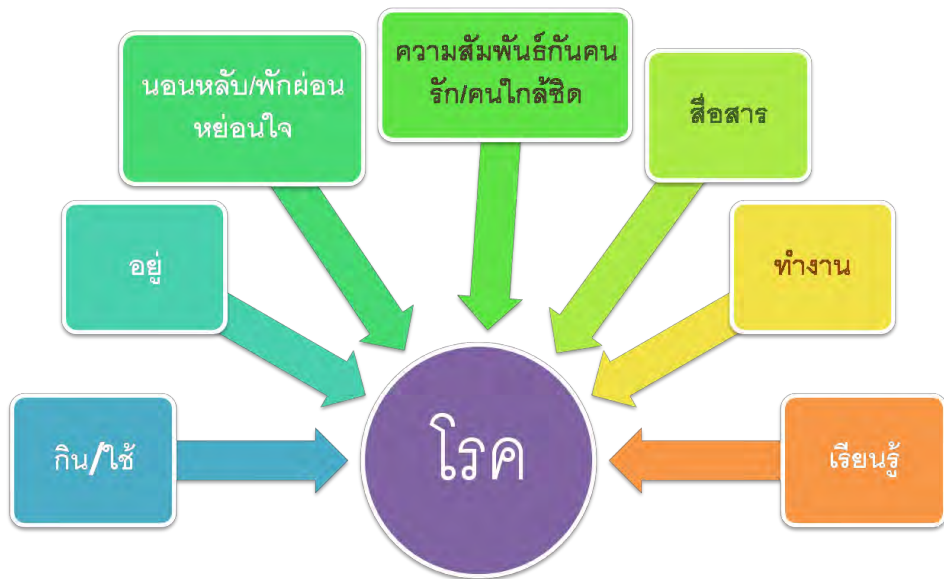 ความสัมพันธ์กันคน
รัก/คนใกล้ชิด
นอนหลับ/พักผ่อน
หย่อนใจ
สื่อสาร
อยู่
ทำงาน
กิน/ใช้
โรค
เรียนรู้